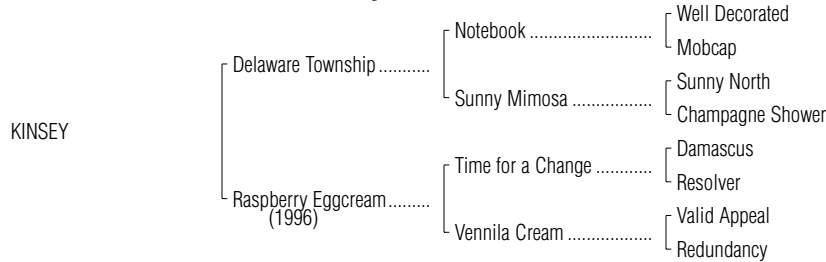 Well Decorated
Notebook ..........................
Mobcap
Delaware Township ...........
Sunny North
Sunny Mimosa .................
Champagne Shower
KINSEY
Damascus
Time for a Change ............
Resolver
Raspberry Eggcream.........
(1996)
Valid Appeal
Vennila Cream ..................
Redundancy